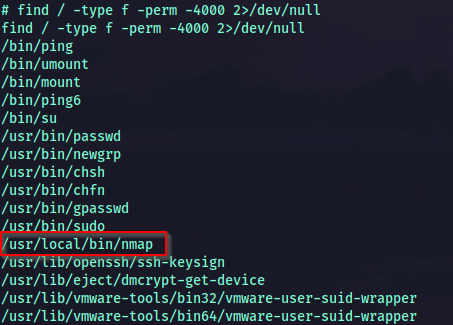 # find / -type f -perm -4000 2>/dev/null
find / -type f -perm -4000 2>/dev/null
/bin/ping
/bin/umount
/bin/mount
/bin/ping6
/bin/su
/usr/bin/passwd
/usr/bin/newgrp
/usr/bin/chsh
/usr/bin/chfn
/usr/bin/gpasswd
/usr/bin/sudo
/usr/local/bin/nmap
/usr/lib/openssh/ssh-keysign
/usr/lib/eject/dmcrypt-get-device
/usr/lib/vmware-tools/bin32/vmware-user-suid-wrapper
/usr/lib/vmware-tools/bin64/vmware-user-suid-wrapper